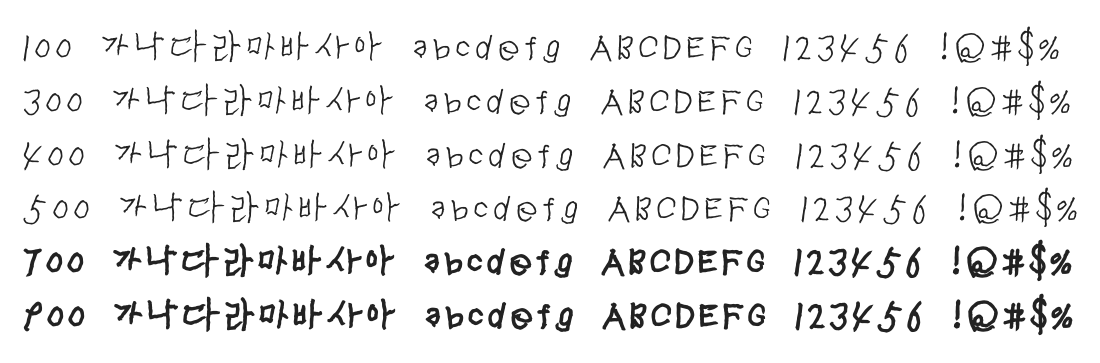 100 가나다라마바사아 abcdefg ABCDEFG 123456 !@#$%
300 가나다라마바사아 abcdefg ABCDEFG 123456 !@#$%
400 가나다라마바사아 abcdefg ABCDEFG 123456 !@#$%
500 가나다라마바사아 abcdefg ABCDEFG 123456 !@#$%
700 가나다라마바사아 abcdefg ABCDEFG 123456 !@#$%
900 가나다라마바사아 abcdefg ABCDEFG 123456 !@#$%